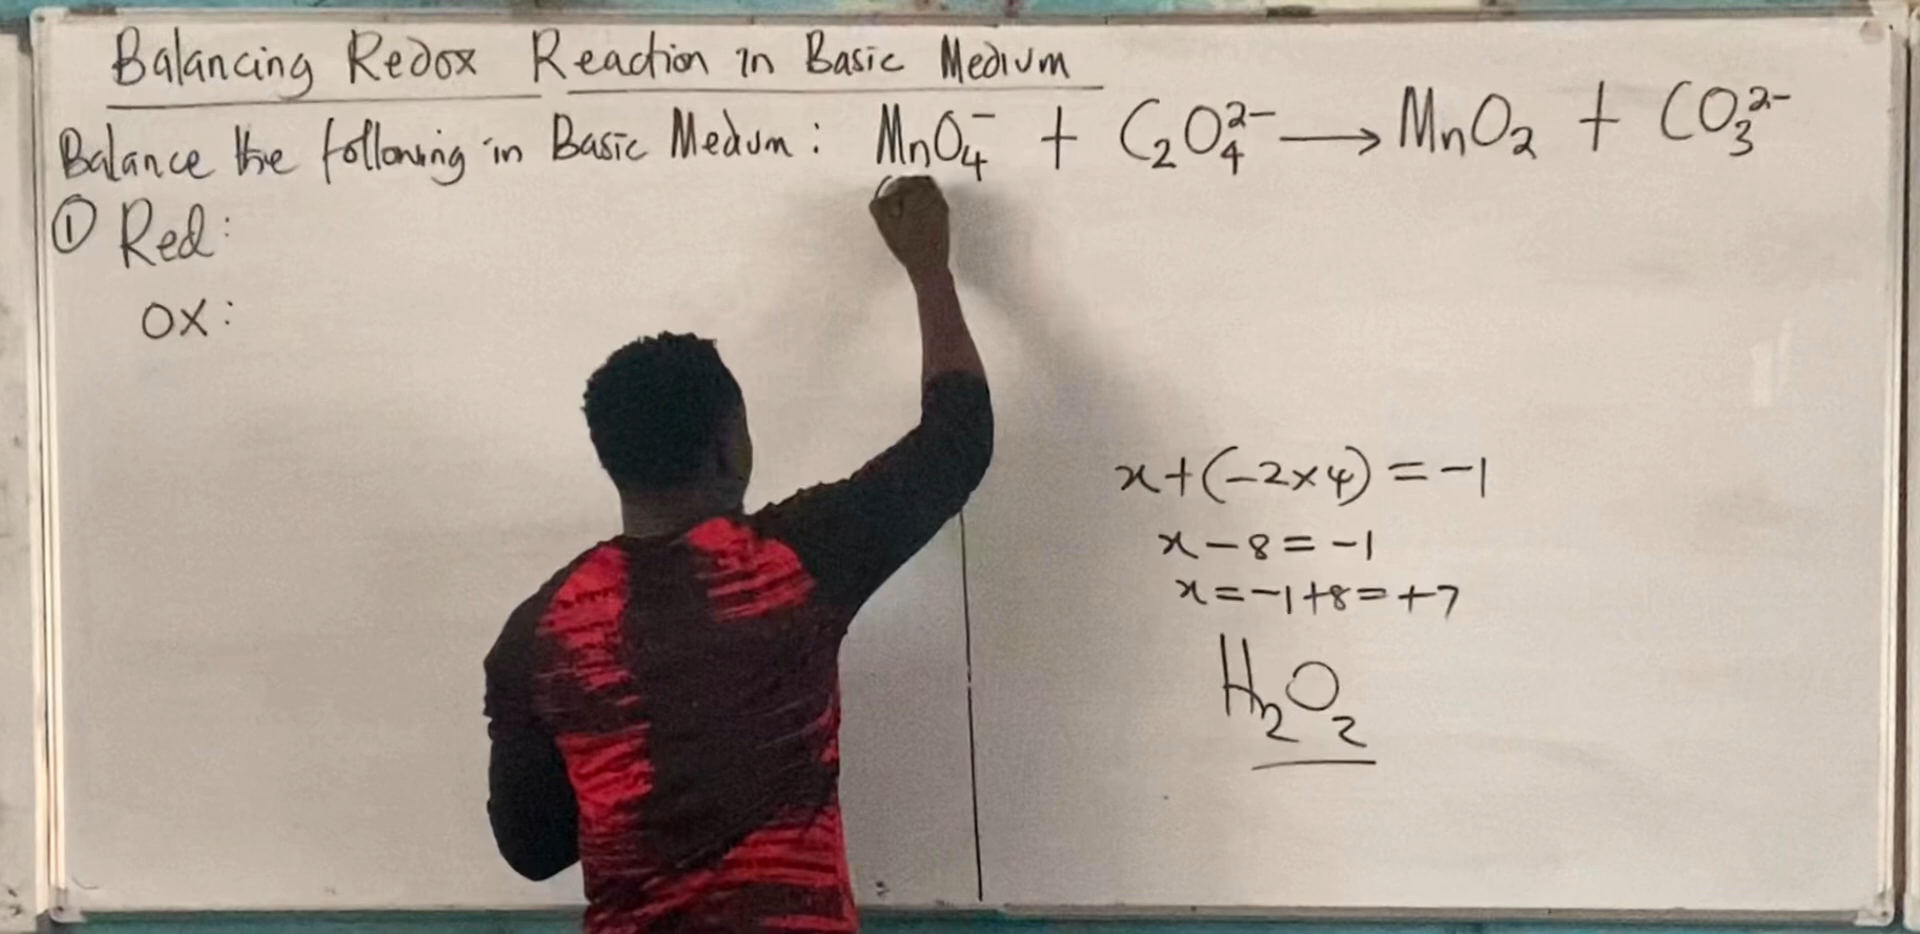 Balancing Redox Reaction in Basic Medium
Balance the following in Basic Medum: MnO₄⁻ + C₂O₄²⁻ → MnO₂ + CO₃²⁻
① Red:
OX:
x+(-2×4)=-1
x-8=-1
x=-1+8=+7
H₂O₂